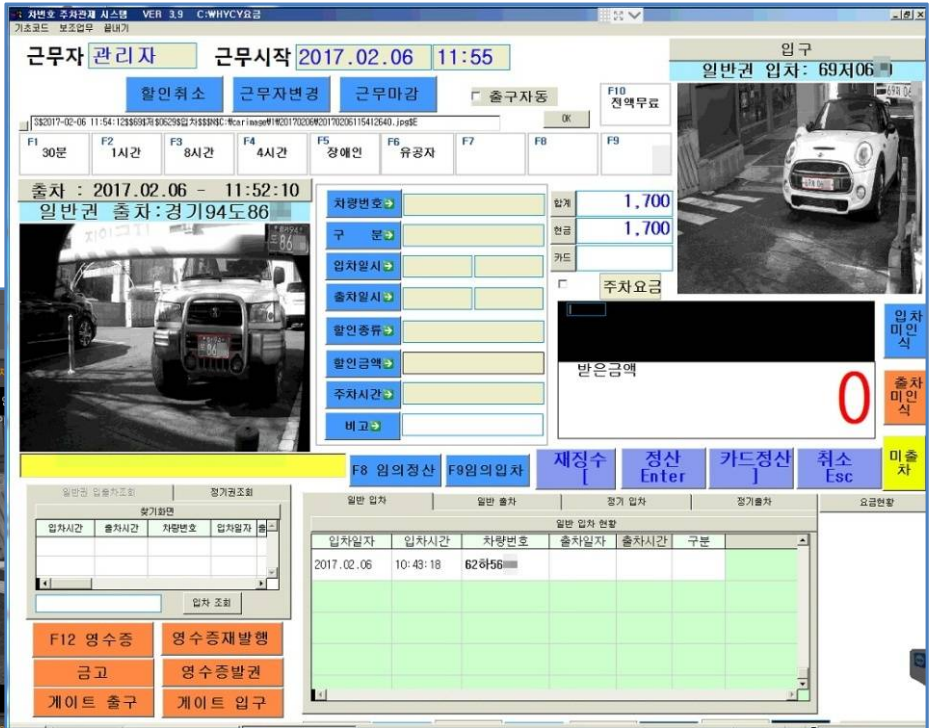 차번호 주차관제 시스템 VER 3.9 C:₩HYCY요금
기초코드 보조업무 끝내기
근무자 관리자 근무시작 2017.02.06 11:55
할인취소 근무자변경 근무마감 출구자동
F10 전액무료
OK
F1 30분 F2 1시간 F3 8시간 F4 4시간 F5 장애인 F6 유공자 F7 F8 F9
입구
일반권 입차: 69저06
출차 : 2017.02.06 - 11:52:10
일반권 출차:경기94도86
차량번호
구 분
입차일시
출차일시
할인종류
할인금액
주차시간
비고
합계 1,700
현금 1,700
카드
주차요금
받은금액
0
입차미인식
출차미인식
미출차
F8 임의정산 F9임의입차 재징수 [ 정산 Enter 카드정산 ] 취소 Esc
일반권 입출차조회 정기권조회
찾기화면
입차시간 출차시간 차량번호 입차일자
입차 조회
일반 입차 일반 출차 정기 입차 정기출차 요금현황
일반 입차 현황
입차일자 입차시간 차량번호 출차일자 출차시간 구분
2017.02.06 10:43:18 62하56
F12 영수증 영수증재발행
금고 영수증발권
게이트 출구 게이트 입구